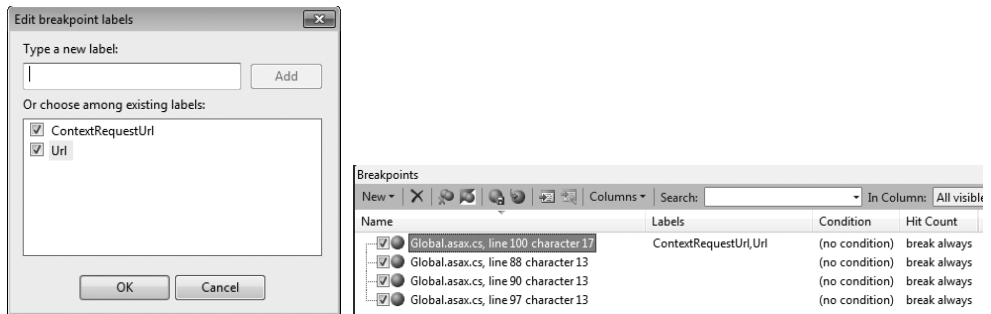 Edit breakpoint labels
Type a new label:
Add
Or choose among existing labels:
ContextRequestUrl
Url
OK Cancel
Breakpoints
New Columns Search: In Column: All visible
Name Labels Condition Hit Count
Global.asax.cs, line 100 character 17 ContextRequestUrl,Url (no condition) break always
Global.asax.cs, line 88 character 13 (no condition) break always
Global.asax.cs, line 90 character 13 (no condition) break always
Global.asax.cs, line 97 character 13 (no condition) break always